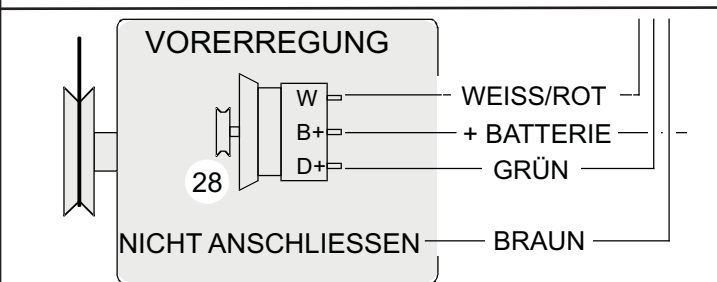 VORERREGUNG
W WEISS/ROT
B+ + BATTERIE
D+ GRÜN
28
NICHT ANSCHLIESSEN BRAUN